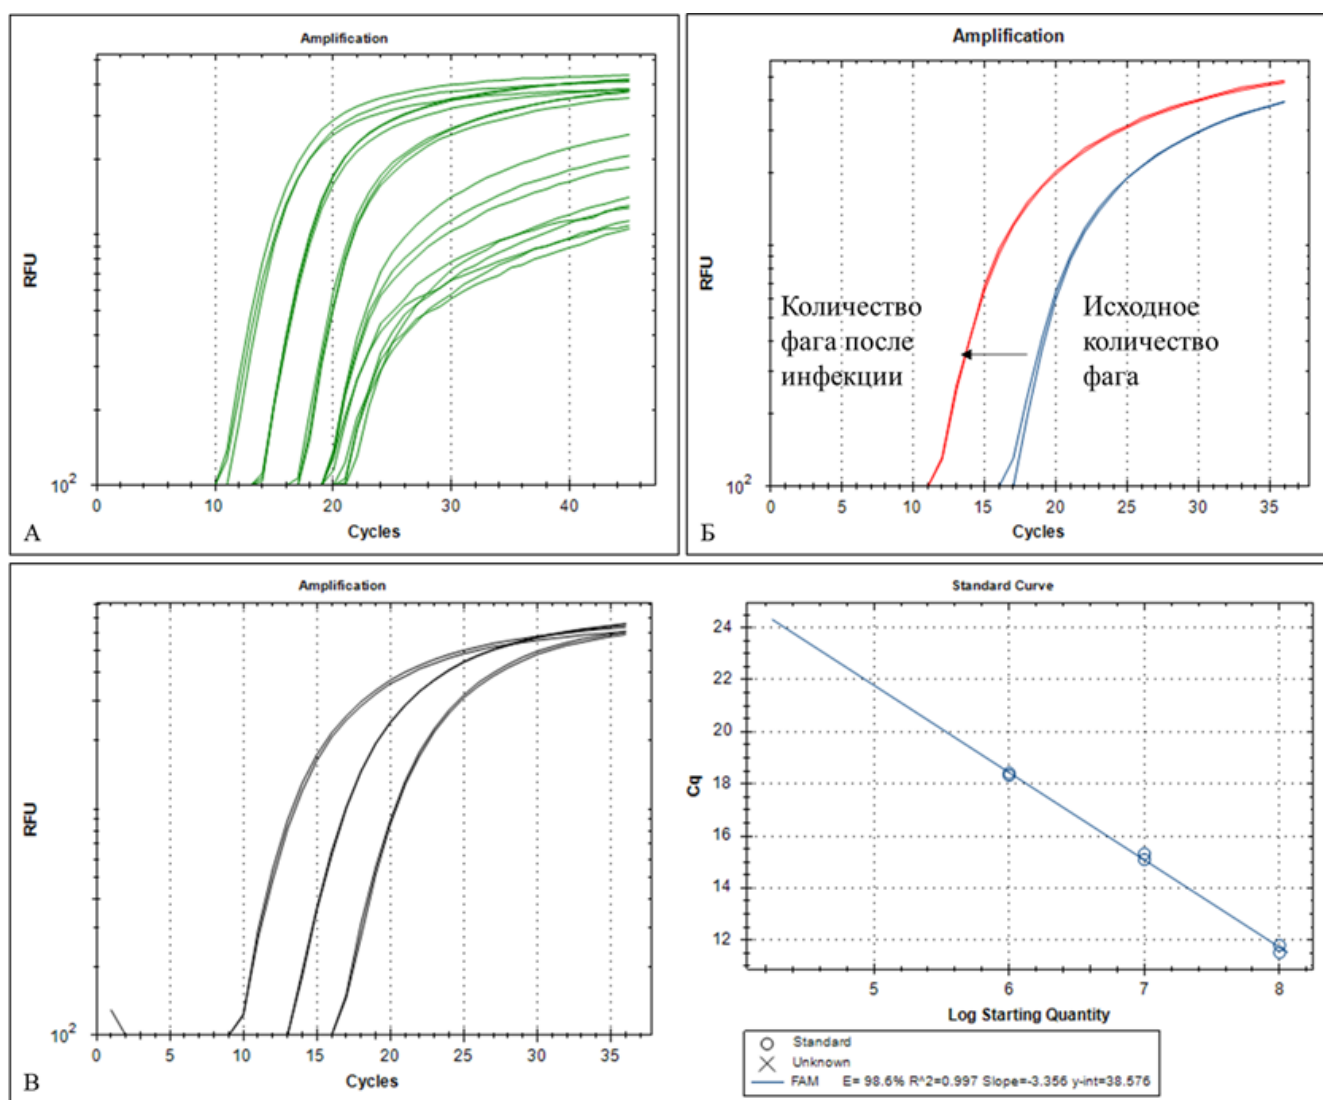 Amplification
RFU
10²
0 10 20 30 40
Cycles
А
Amplification
RFU
Количество
фага после
инфекции
Исходное
количество
фага
10²
0 5 10 15 20 25 30 35
Cycles
Б
Amplification
RFU
10²
0 5 10 15 20 25 30 35
Cycles
В
Standard Curve
Cq
24
22
20
18
16
14
12
5 6 7 8
Log Starting Quantity
Standard
Unknown
FAM E= 98.6% R^2=0.997 Slope=-3.356 y-int=38.576